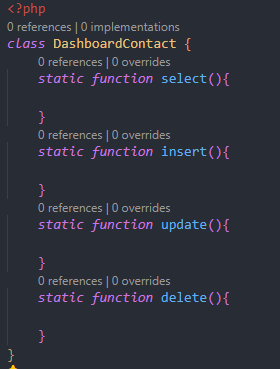 <?php
0 references | 0 implementations
class DashboardContact {
0 references | 0 overrides
static function select(){
}
0 references | 0 overrides
static function insert(){
}
0 references | 0 overrides
static function update(){
}
0 references | 0 overrides
static function delete(){
}
}